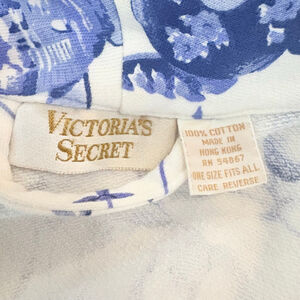 VICTORIA'S
SECRET
100% COTTON
MADE IN
HONG KONG
RN 54867
ONE SIZE FITS ALL
CARE REVERSE